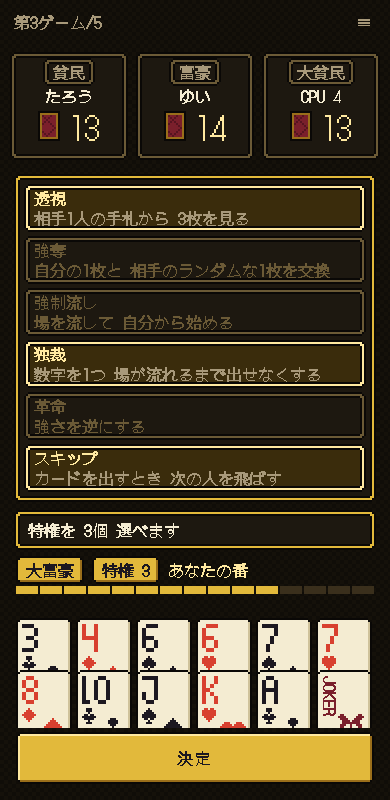 第3ゲーム/5
貧民
たろう
13
富豪
ゆい
14
大貧民
CPU 4
13
透視
相手1人の手札から 3枚を見る
強奪
自分の1枚と 相手のランダムな1枚を交換
強制流し
場を流して 自分から始める
独裁
数字を1つ 場が流れるまで出せなくする
革命
強さを逆にする
スキップ
カードを出すとき 次の人を飛ばす
特権を 3個 選べます
大富豪 特権 3 あなたの番
3 4 6 6 7 7
8 10 J K A JOKER
決定